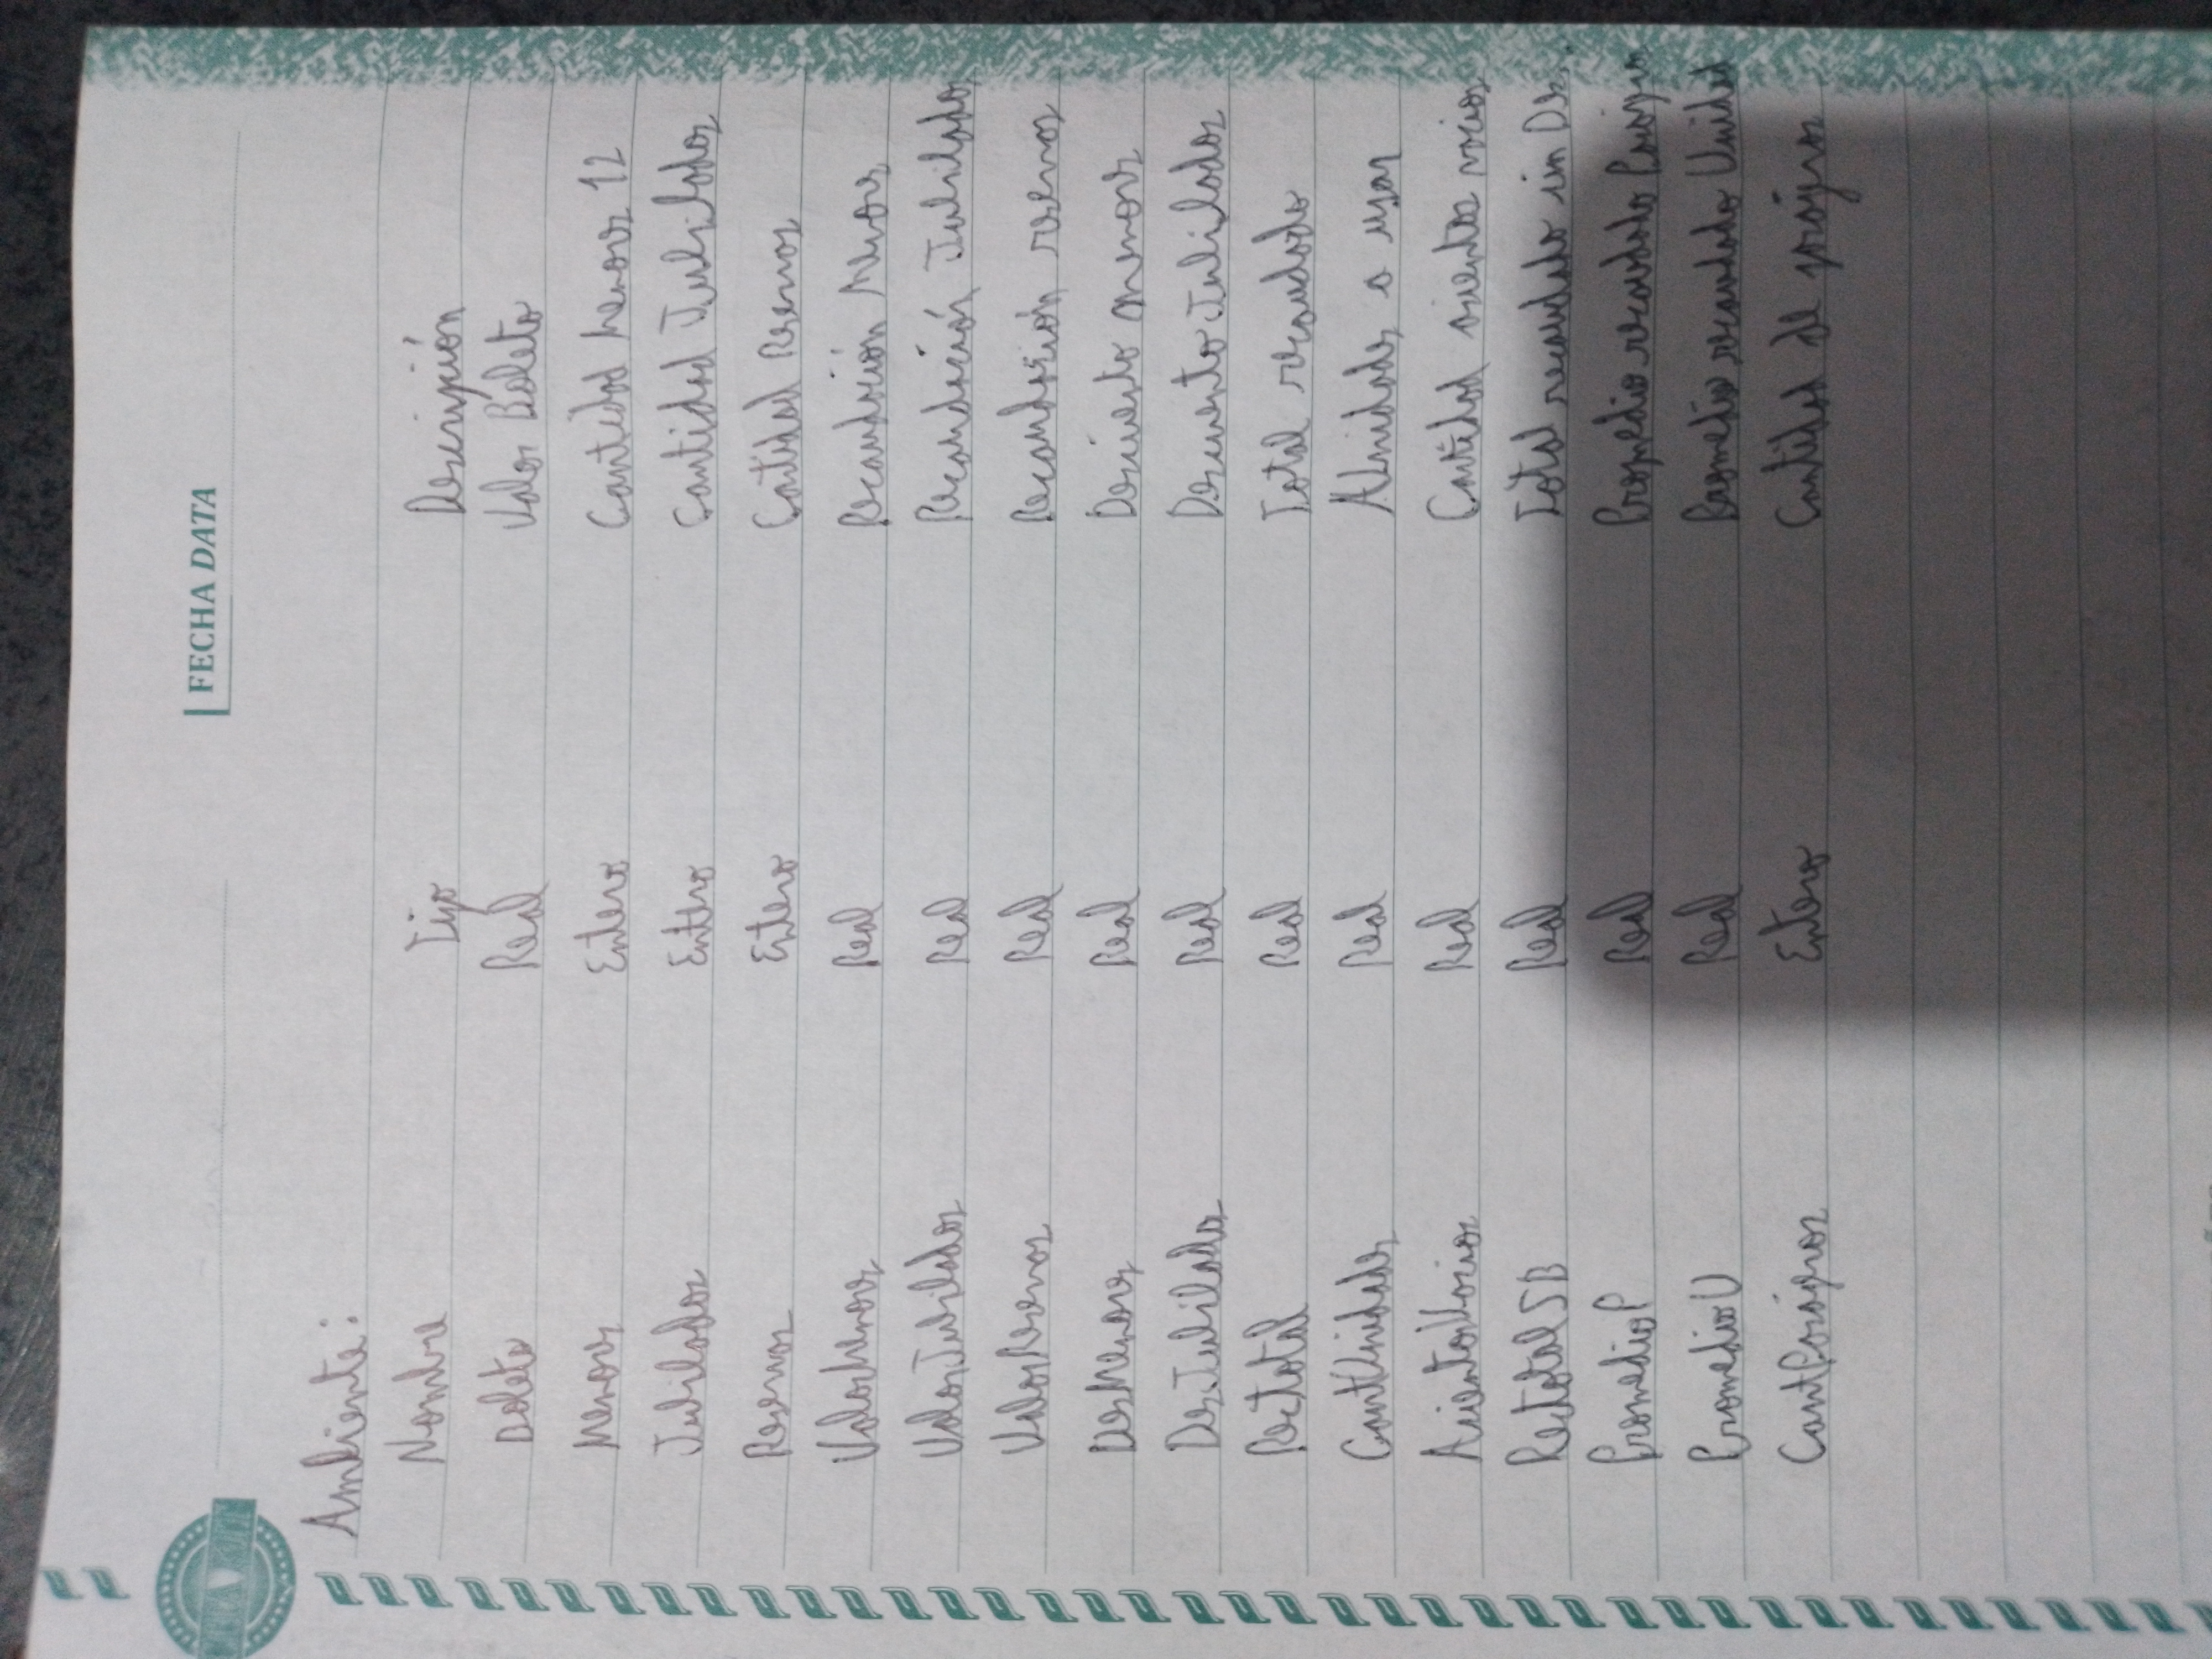 FECHA DATA
Ambiente:
Nombre Tipo Descripción
Boleto Real Valor Boleto
Menores Entero Cantidad Menores 12
Jubilados Entero Cantidad Jubilados
Reservas Entero Cantidad Reservas
ValorMenores Real Recaudación Menores
ValorJubilados Real Recaudación Jubilados
ValorReservas Real Recaudación reservas
DesMenores Real Descuento menores
DesJubilados Real Descuento Jubilados
Rectotal Real Total recaudado
CantUnidades Real Unidades a usar
AsientosVacios Real Cantidad asientos vacios
RectotalSD Real Total recaudado sin Des.
PromedioP Real Promedio recaudado
PromedioU Real Promedio recaudado Unidad
CantPasajeros Entero Cantidad de pasajeros